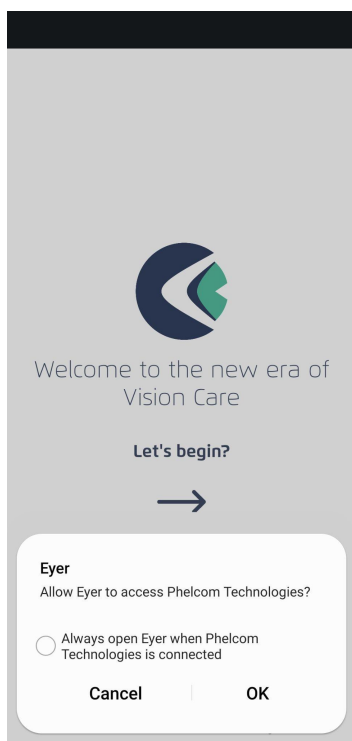 Welcome to the new era of
Vision Care
Let's begin?
Eyer
Allow Eyer to access Phelcom Technologies?
Always open Eyer when Phelcom
Technologies is connected
Cancel
OK